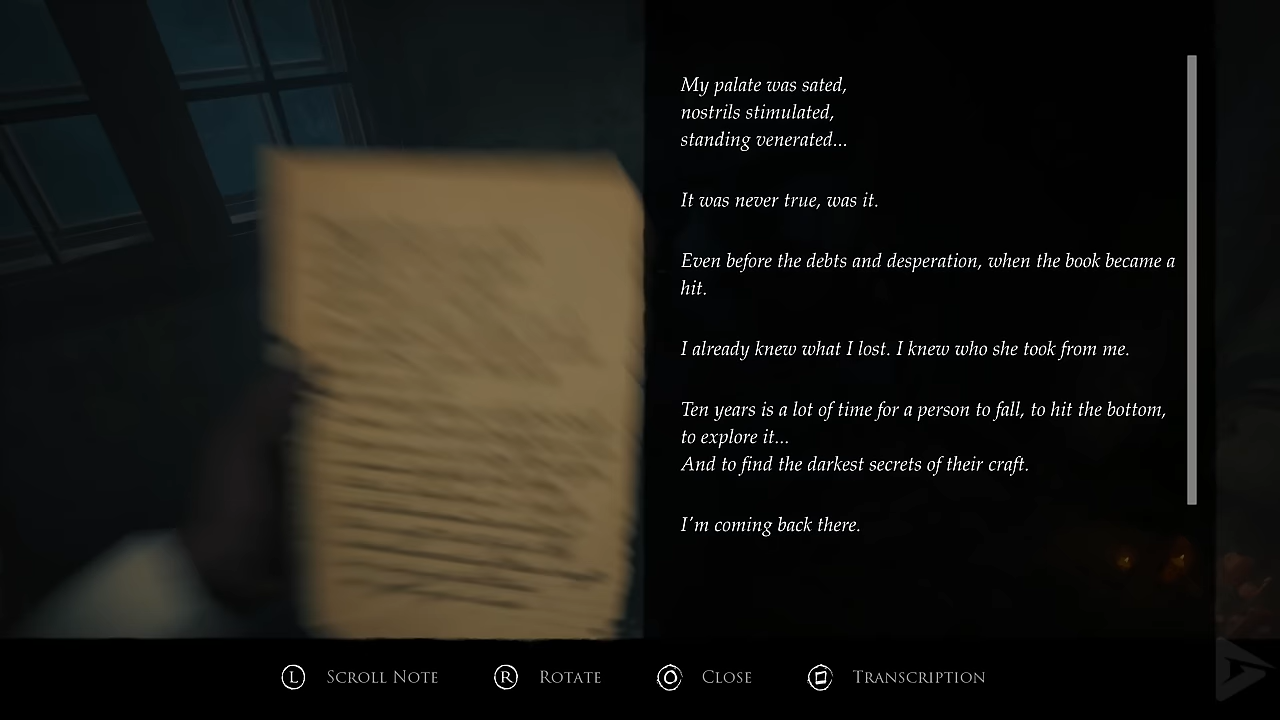 My palate was sated,
nostrils stimulated,
standing venerated...
It was never true, was it.
Even before the debts and desperation, when the book became a
hit.
I already knew what I lost. I knew who she took from me.
Ten years is a lot of time for a person to fall, to hit the bottom,
to explore it...
And to find the darkest secrets of their craft.
I'm coming back there.
L SCROLL NOTE R ROTATE CLOSE TRANSCRIPTION